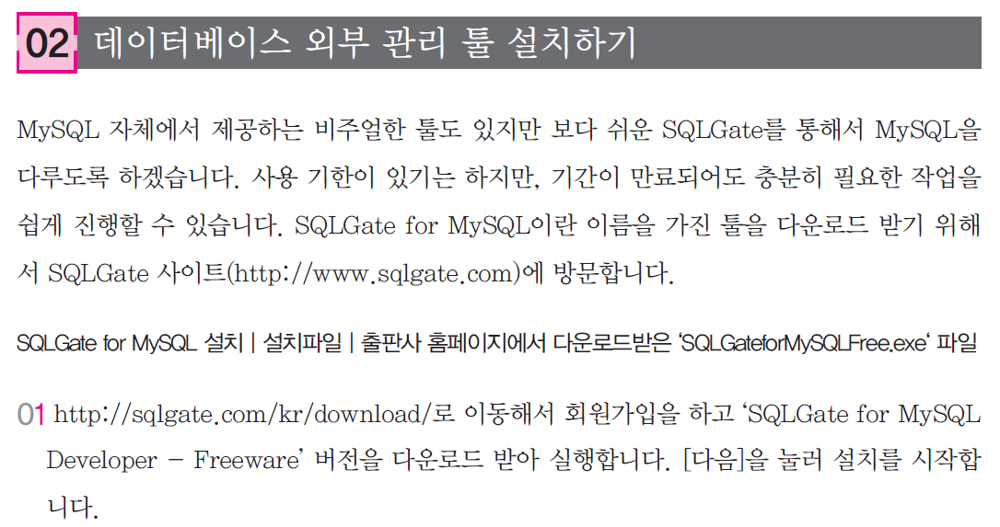 02 데이터베이스 외부 관리 툴 설치하기
MySQL 자체에서 제공하는 비주얼한 툴도 있지만 보다 쉬운 SQLGate를 통해서 MySQL을
다루도록 하겠습니다. 사용 기한이 있기는 하지만, 기간이 만료되어도 충분히 필요한 작업을
쉽게 진행할 수 있습니다. SQLGate for MySQL이란 이름을 가진 툴을 다운로드 받기 위해
서 SQLGate 사이트(http://www.sqlgate.com)에 방문합니다.
SQLGate for MySQL 설치 | 설치파일 | 출판사 홈페이지에서 다운로드받은 ‘SQLGateforMySQLFree.exe‘ 파일
01 http://sqlgate.com/kr/download/로 이동해서 회원가입을 하고 ‘SQLGate for MySQL
Developer – Freeware’ 버전을 다운로드 받아 실행합니다. [다음]을 눌러 설치를 시작합
니다.